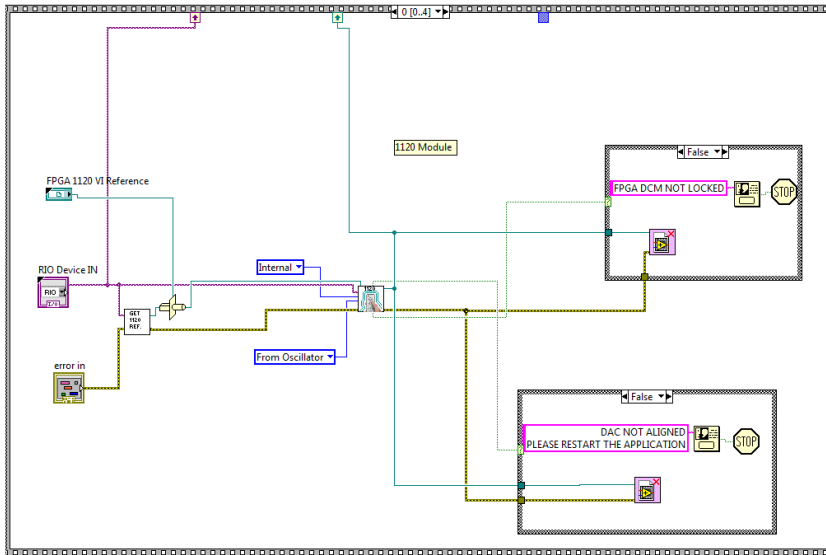 0 [0..4]
1120 Module
False
FPGA DCM NOT LOCKED
STOP
FPGA 1120 VI Reference
RIO Device IN
RIO
I/O
Internal
1120
GET
1120
REF.
From Oscillator
error in
False
DAC NOT ALIGNED
PLEASE RESTART THE APPLICATION
STOP